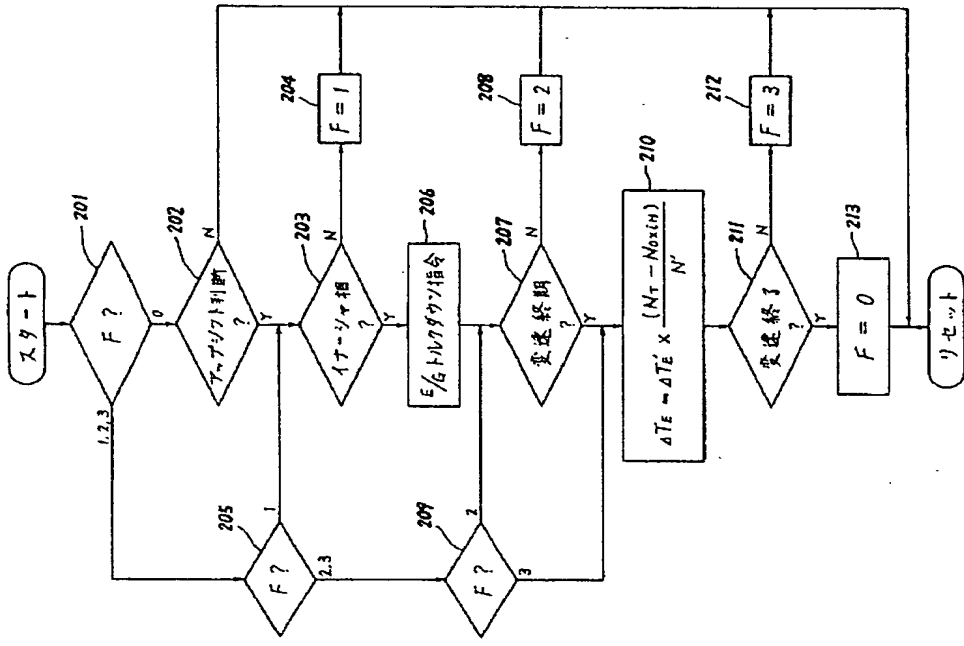 スタート
201
F ?
0
1,2,3
202
アップシフト判断
?
N
Y
203
イナーシャ相
?
N
Y
204
F = 1
205
F ?
1
2,3
206
E/Gトルクダウン指令
207
変速終期
?
N
Y
208
F = 2
209
F ?
2
3
210
ΔTE = ΔTE' × (NT − NoxiH) / N'
211
変速終了
?
N
Y
212
F = 3
213
F = 0
リセット